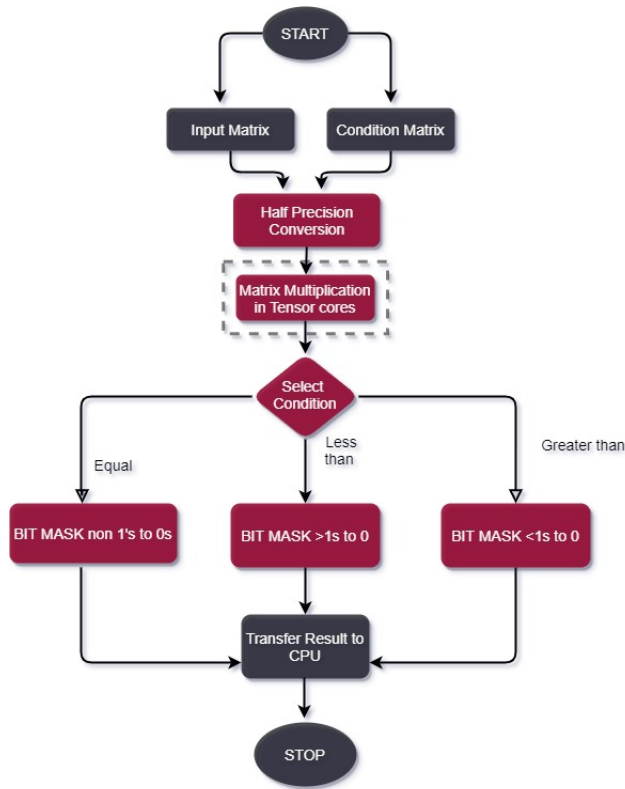 START
Input Matrix
Condition Matrix
Half Precision
Conversion
Matrix Multiplication
in Tensor cores
Select
Condition
Equal
Less
than
Greater than
BIT MASK non 1's to 0s
BIT MASK >1s to 0
BIT MASK <1s to 0
Transfer Result to
CPU
STOP